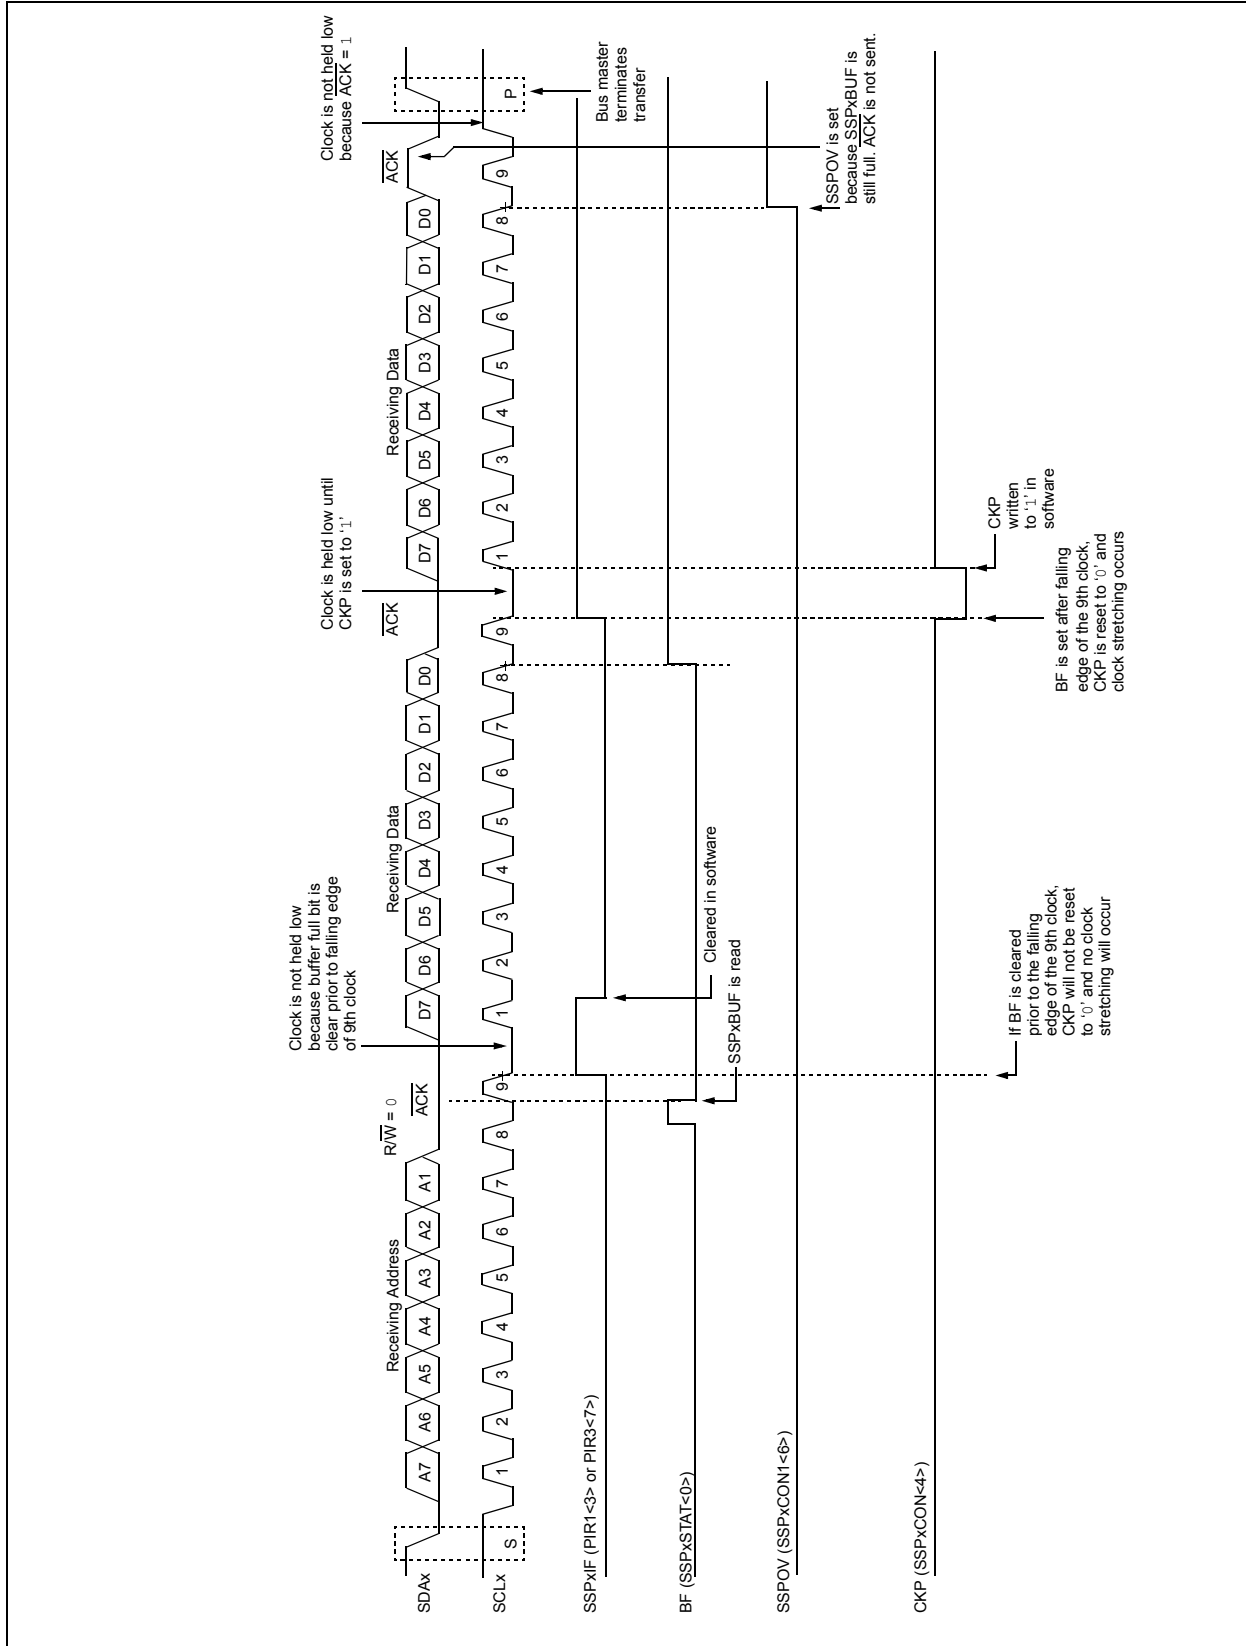 Clock is not held low
because buffer full bit is
clear prior to falling edge
of 9th clock
Clock is held low until
CKP is set to ‘1’
Clock is not held low
because ACK = 1
R/W = 0
Receiving Address
ACK
Receiving Data
ACK
Receiving Data
ACK
SDAx
A7 A6 A5 A4 A3 A2 A1
D7 D6 D5 D4 D3 D2 D1 D0
D7 D6 D5 D4 D3 D2 D1 D0
SCLx
S
1 2 3 4 5 6 7 8 9
1 2 3 4 5 6 7 8 9
1 2 3 4 5 6 7 8 9
P
SSPxIF (PIR1<3> or PIR3<7>)
Bus master
terminates
transfer
Cleared in software
BF (SSPxSTAT<0>)
SSPxBUF is read
SSPOV (SSPxCON1<6>)
SSPOV is set
because SSPxBUF is
still full. ACK is not sent.
CKP (SSPxCON<4>)
CKP
written
to ‘1’ in
software
If BF is cleared
prior to the falling
edge of the 9th clock,
CKP will not be reset
to ‘0’ and no clock
stretching will occur
BF is set after falling
edge of the 9th clock,
CKP is reset to ‘0’ and
clock stretching occurs